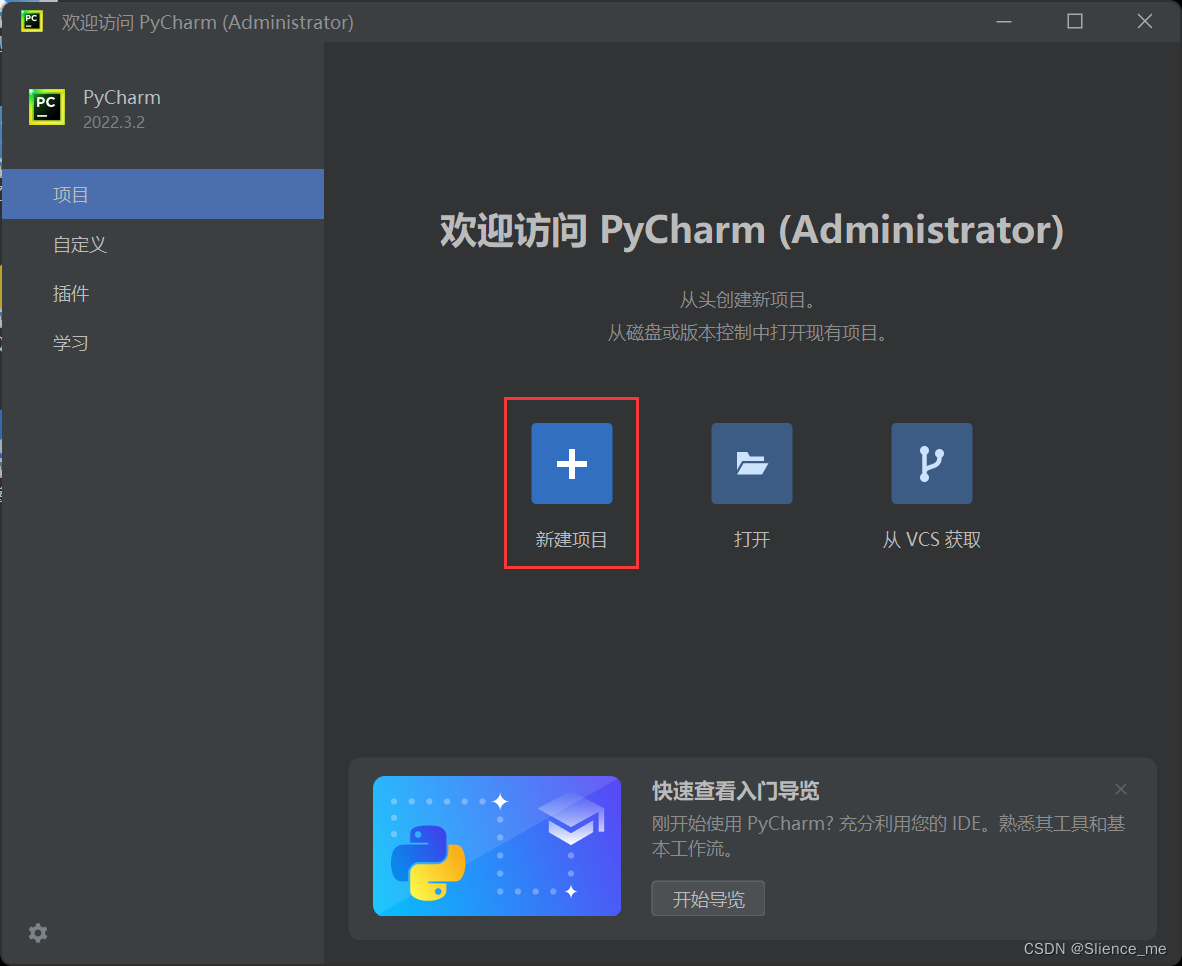 欢迎访问 PyCharm (Administrator)
PC
PyCharm
2022.3.2
项目
自定义
插件
学习
欢迎访问 PyCharm (Administrator)
从头创建新项目。
从磁盘或版本控制中打开现有项目。
新建项目
打开
从 VCS 获取
快速查看入门导览
刚开始使用 PyCharm? 充分利用您的 IDE。熟悉其工具和基
本工作流。
开始导览
CSDN @Slience_me